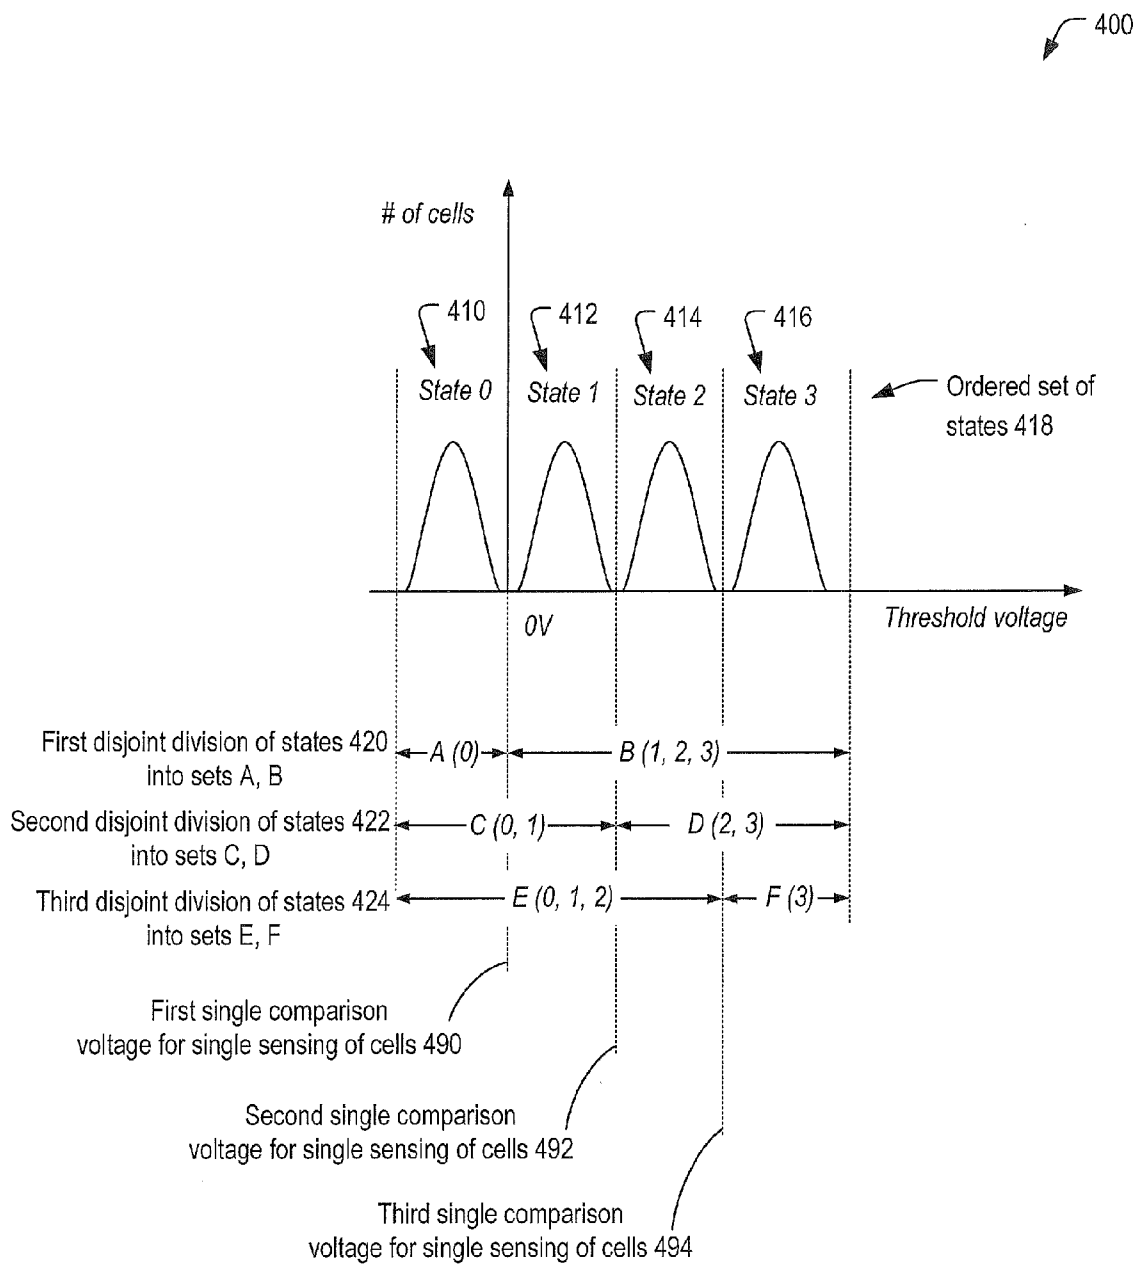 400
# of cells
410
412
414
416
State 0
State 1
State 2
State 3
Ordered set of
states 418
0V
Threshold voltage
First disjoint division of states 420
into sets A, B
A (0)
B (1, 2, 3)
Second disjoint division of states 422
into sets C, D
C (0, 1)
D (2, 3)
Third disjoint division of states 424
into sets E, F
E (0, 1, 2)
F (3)
First single comparison
voltage for single sensing of cells 490
Second single comparison
voltage for single sensing of cells 492
Third single comparison
voltage for single sensing of cells 494